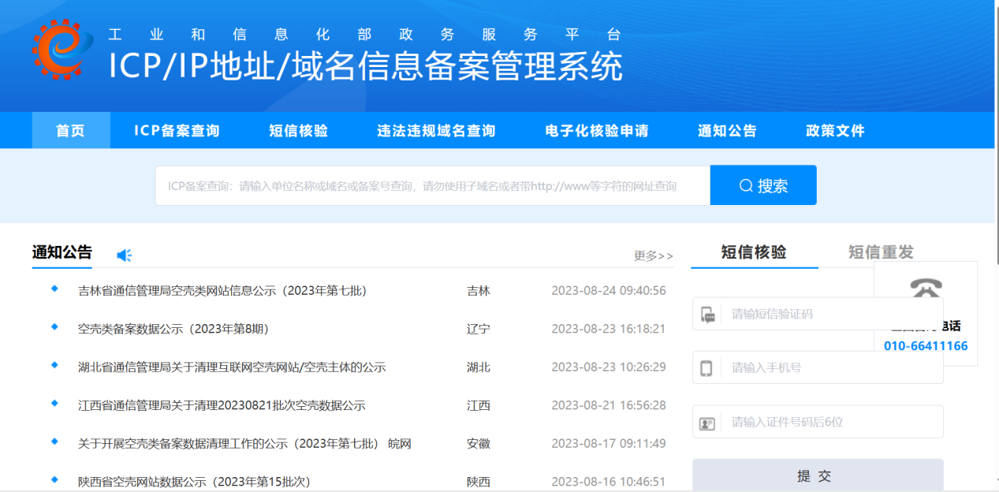 工业和信息化部政务服务平台
ICP/IP地址/域名信息备案管理系统
首页 ICP备案查询 短信核验 违法违规域名查询 电子化核验申请 通知公告 政策文件
ICP备案查询：请输入单位名称或域名或备案号查询，请勿使用子域名或者带http://www等字符的网址查询
搜索
通知公告 更多>>
吉林省通信管理局空壳类网站信息公示（2023年第七批） 吉林 2023-08-24 09:40:56
空壳类备案数据公示（2023年第8期） 辽宁 2023-08-23 16:18:21
湖北省通信管理局关于清理互联网空壳网站/空壳主体的公示 湖北 2023-08-23 10:26:29
江西省通信管理局关于清理20230821批次空壳数据公示 江西 2023-08-21 16:56:28
关于开展空壳类备案数据清理工作的公示（2023年第七批） 皖网 安徽 2023-08-17 09:11:49
陕西省空壳网站数据公示（2023年第15批次） 陕西 2023-08-16 10:46:51
短信核验 短信重发
请输短信验证码
电话
010-66411166
请输入手机号
请输入证件号码后6位
提 交